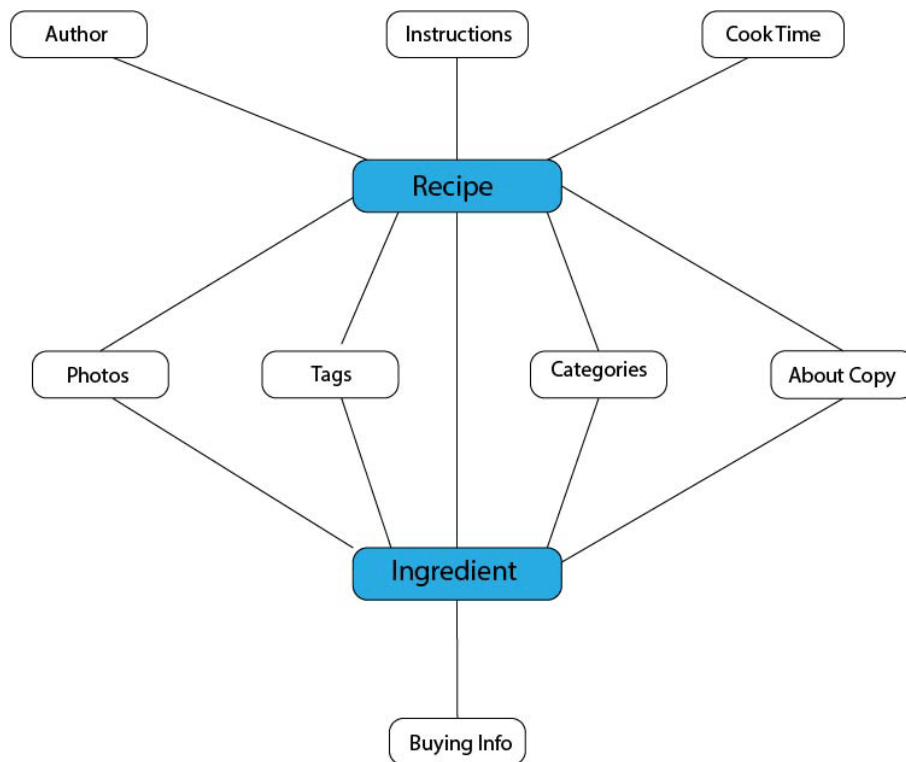 Author
Instructions
Cook Time
Recipe
Photos
Tags
Categories
About Copy
Ingredient
Buying Info